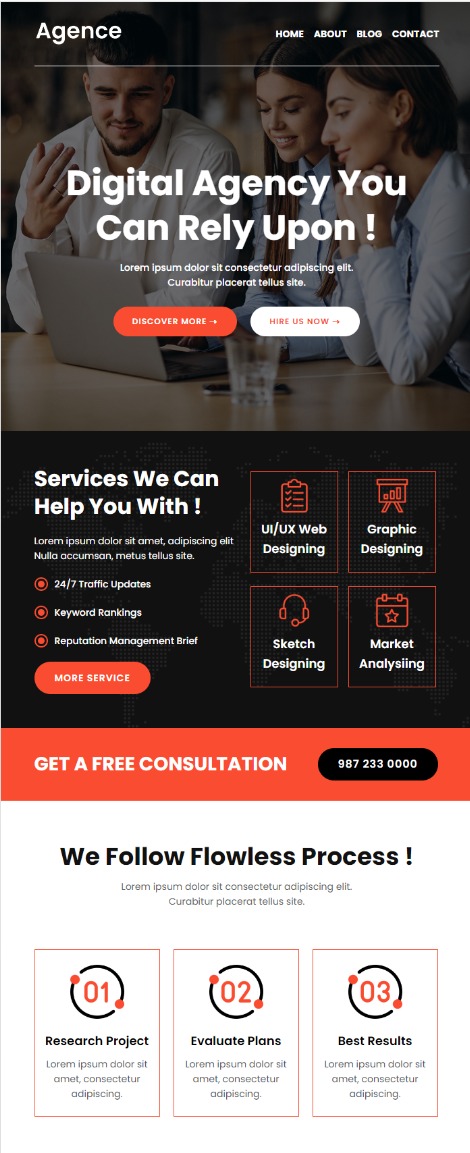 Agence
HOME ABOUT BLOG CONTACT
Digital Agency You
Can Rely Upon !
Lorem ipsum dolor sit consectetur adipiscing elit.
Curabitur placerat tellus site.
DISCOVER MORE →
HIRE US NOW →
Services We Can
Help You With !
Lorem ipsum dolor sit amet, adipiscing elit
Nulla accumsan, metus tellus site.
24/7 Traffic Updates
Keyword Rankings
Reputation Management Brief
MORE SERVICE
UI/UX Web
Designing
Graphic
Designing
Sketch
Designing
Market
Analysiing
GET A FREE CONSULTATION
987 233 0000
We Follow Flowless Process !
Lorem ipsum dolor sit consectetur adipiscing elit.
Curabitur placerat tellus site.
01
Research Project
Lorem ipsum dolor sit
amet, consectetur
adipiscing.
02
Evaluate Plans
Lorem ipsum dolor sit
amet, consectetur
adipiscing.
03
Best Results
Lorem ipsum dolor sit
amet, consectetur
adipiscing.